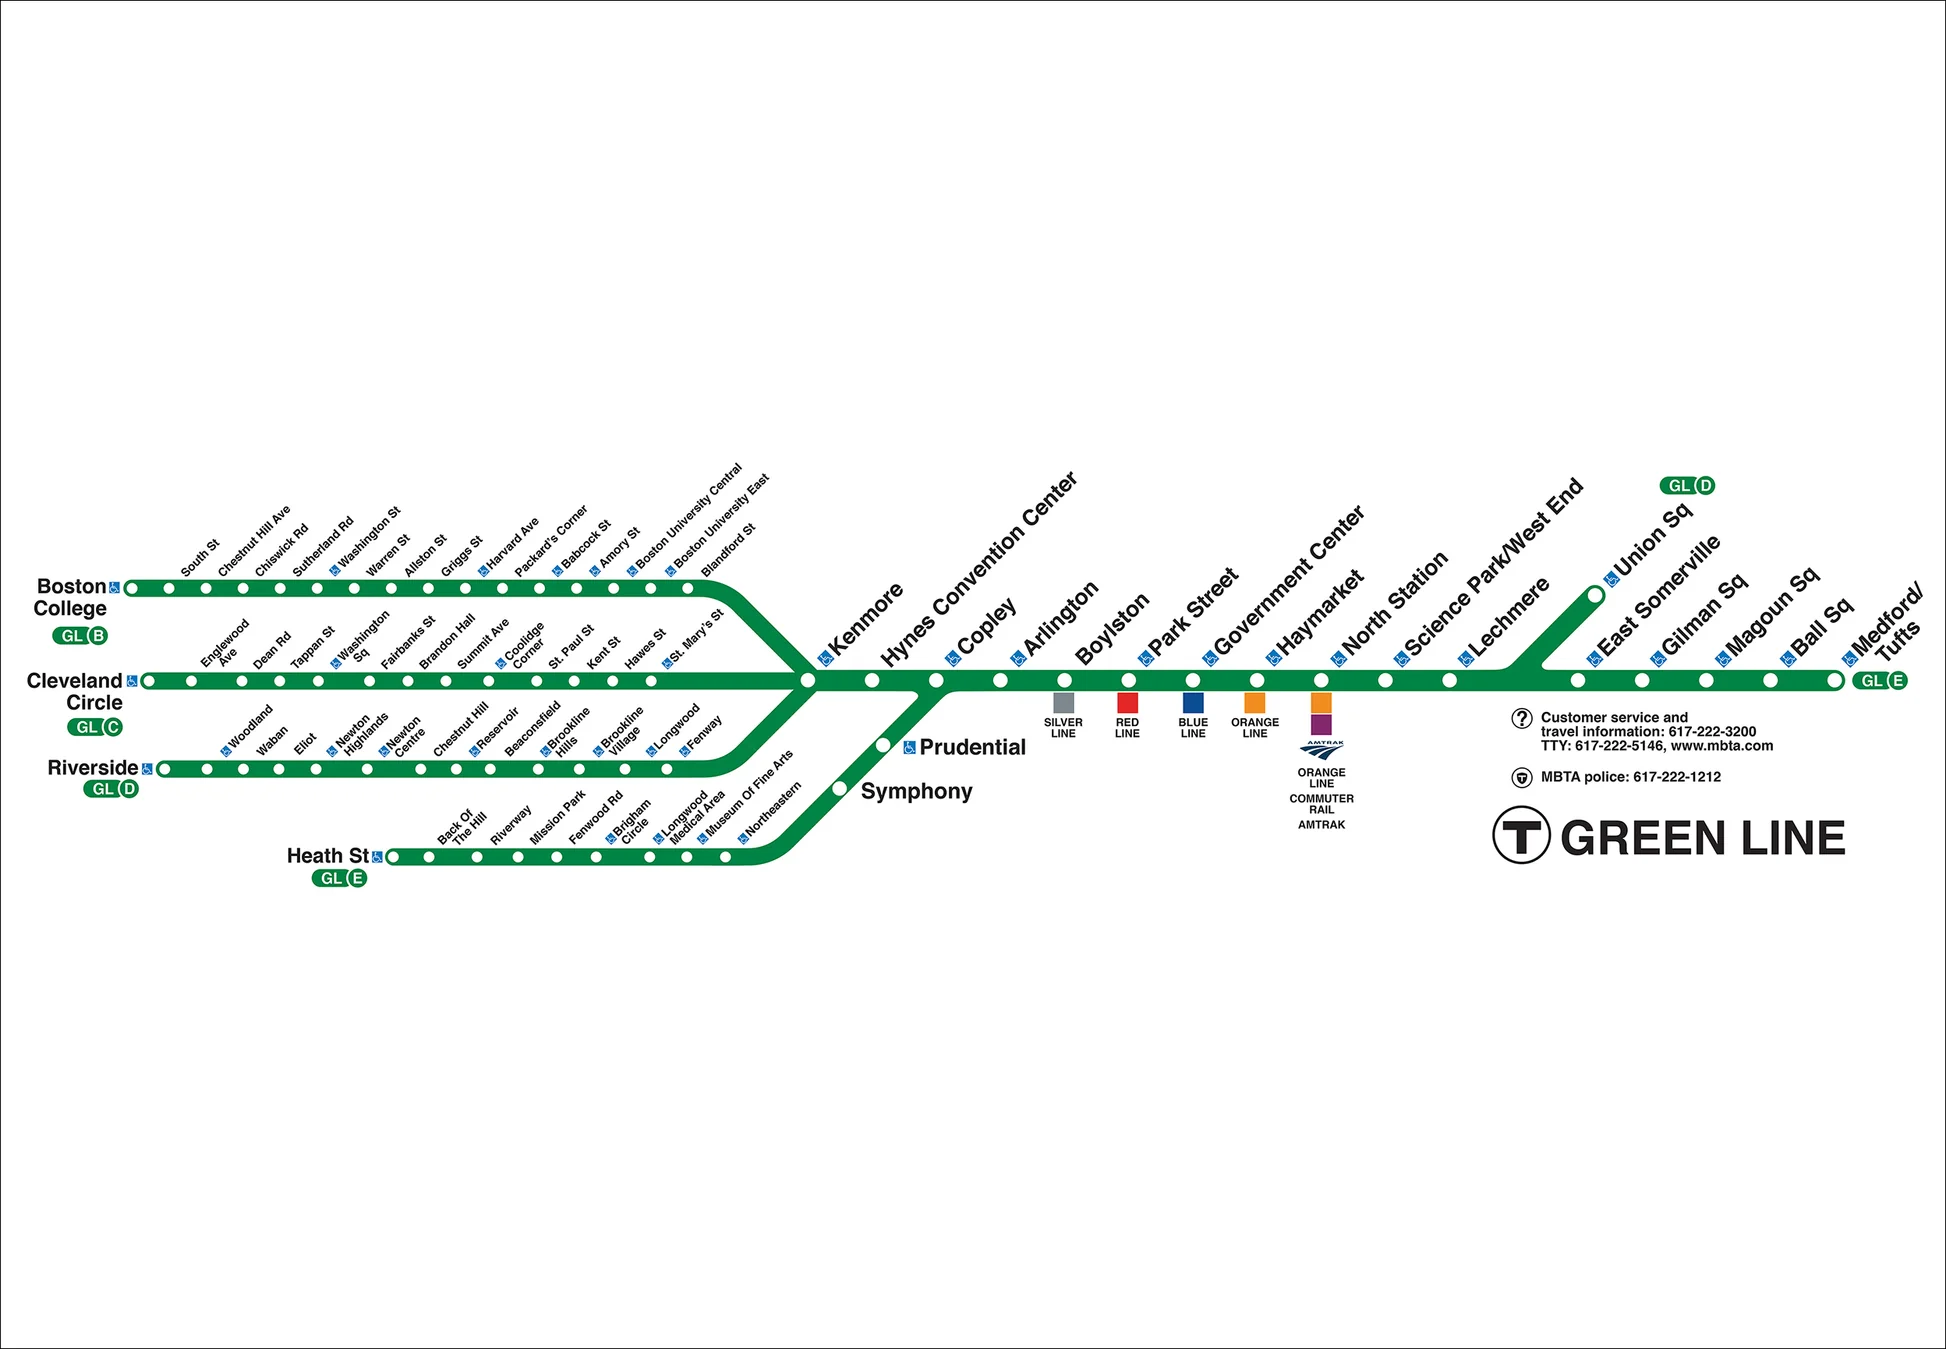 Boston
College
GL B
South St
Chestnut Hill Ave
Chiswick Rd
Sutherland Rd
Washington St
Warren St
Allston St
Griggs St
Harvard Ave
Packard's Corner
Babcock St
Amory St
Boston University Central
Boston University East
Blandford St
Cleveland
Circle
GL C
Englewood
Ave
Dean Rd
Tappan St
Washington
Sq
Fairbanks St
Brandon Hall
Summit Ave
Coolidge
Corner
St. Paul St
Kent St
Hawes St
St. Mary's St
Riverside
GL D
Woodland
Waban
Eliot
Newton
Highlands
Newton
Centre
Chestnut Hill
Reservoir
Beaconsfield
Brookline
Hills
Brookline
Village
Longwood
Fenway
Heath St
GL E
Back Of
The Hill
Riverway
Mission Park
Fenwood Rd
Brigham
Circle
Longwood
Medical Area
Museum Of Fine Arts
Northeastern
Symphony
Prudential
Kenmore
Hynes Convention Center
Copley
Arlington
Boylston
SILVER
LINE
Park Street
RED
LINE
Government Center
BLUE
LINE
Haymarket
ORANGE
LINE
North Station
AMTRAK
ORANGE
LINE
COMMUTER
RAIL
AMTRAK
Science Park/West End
Lechmere
Union Sq
GL D
East Somerville
Gilman Sq
Magoun Sq
Ball Sq
Medford/
Tufts
GL E
? Customer service and
travel information: 617-222-3200
TTY: 617-222-5146, www.mbta.com
T MBTA police: 617-222-1212
T GREEN LINE